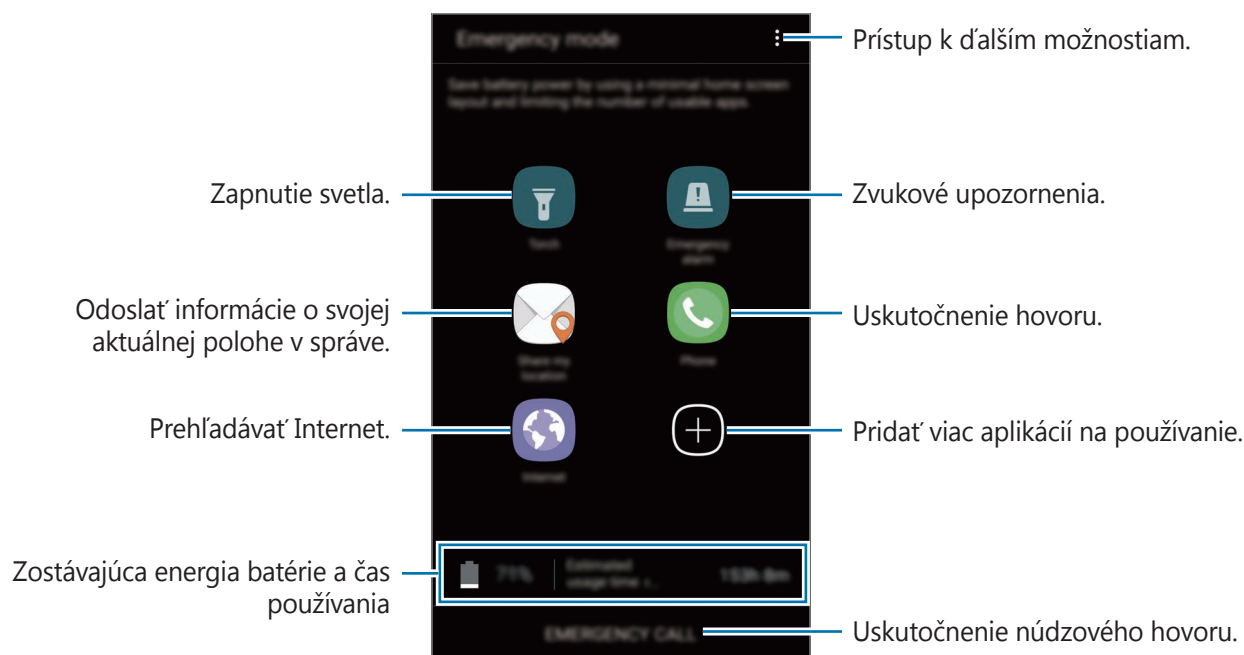 Emergency mode
Prístup k ďalším možnostiam.
Save battery power by using a minimal home screen
layout and limiting the number of usable apps.
Zapnutie svetla.
Torch
Zvukové upozornenia.
Emergency
alarm
Odoslať informácie o svojej
aktuálnej polohe v správe.
Share my
location
Uskutočnenie hovoru.
Phone
Prehľadávať Internet.
Internet
Pridať viac aplikácií na používanie.
Zostávajúca energia batérie a čas
používania
71%
Estimated
usage time r...
153h 8m
EMERGENCY CALL
Uskutočnenie núdzového hovoru.